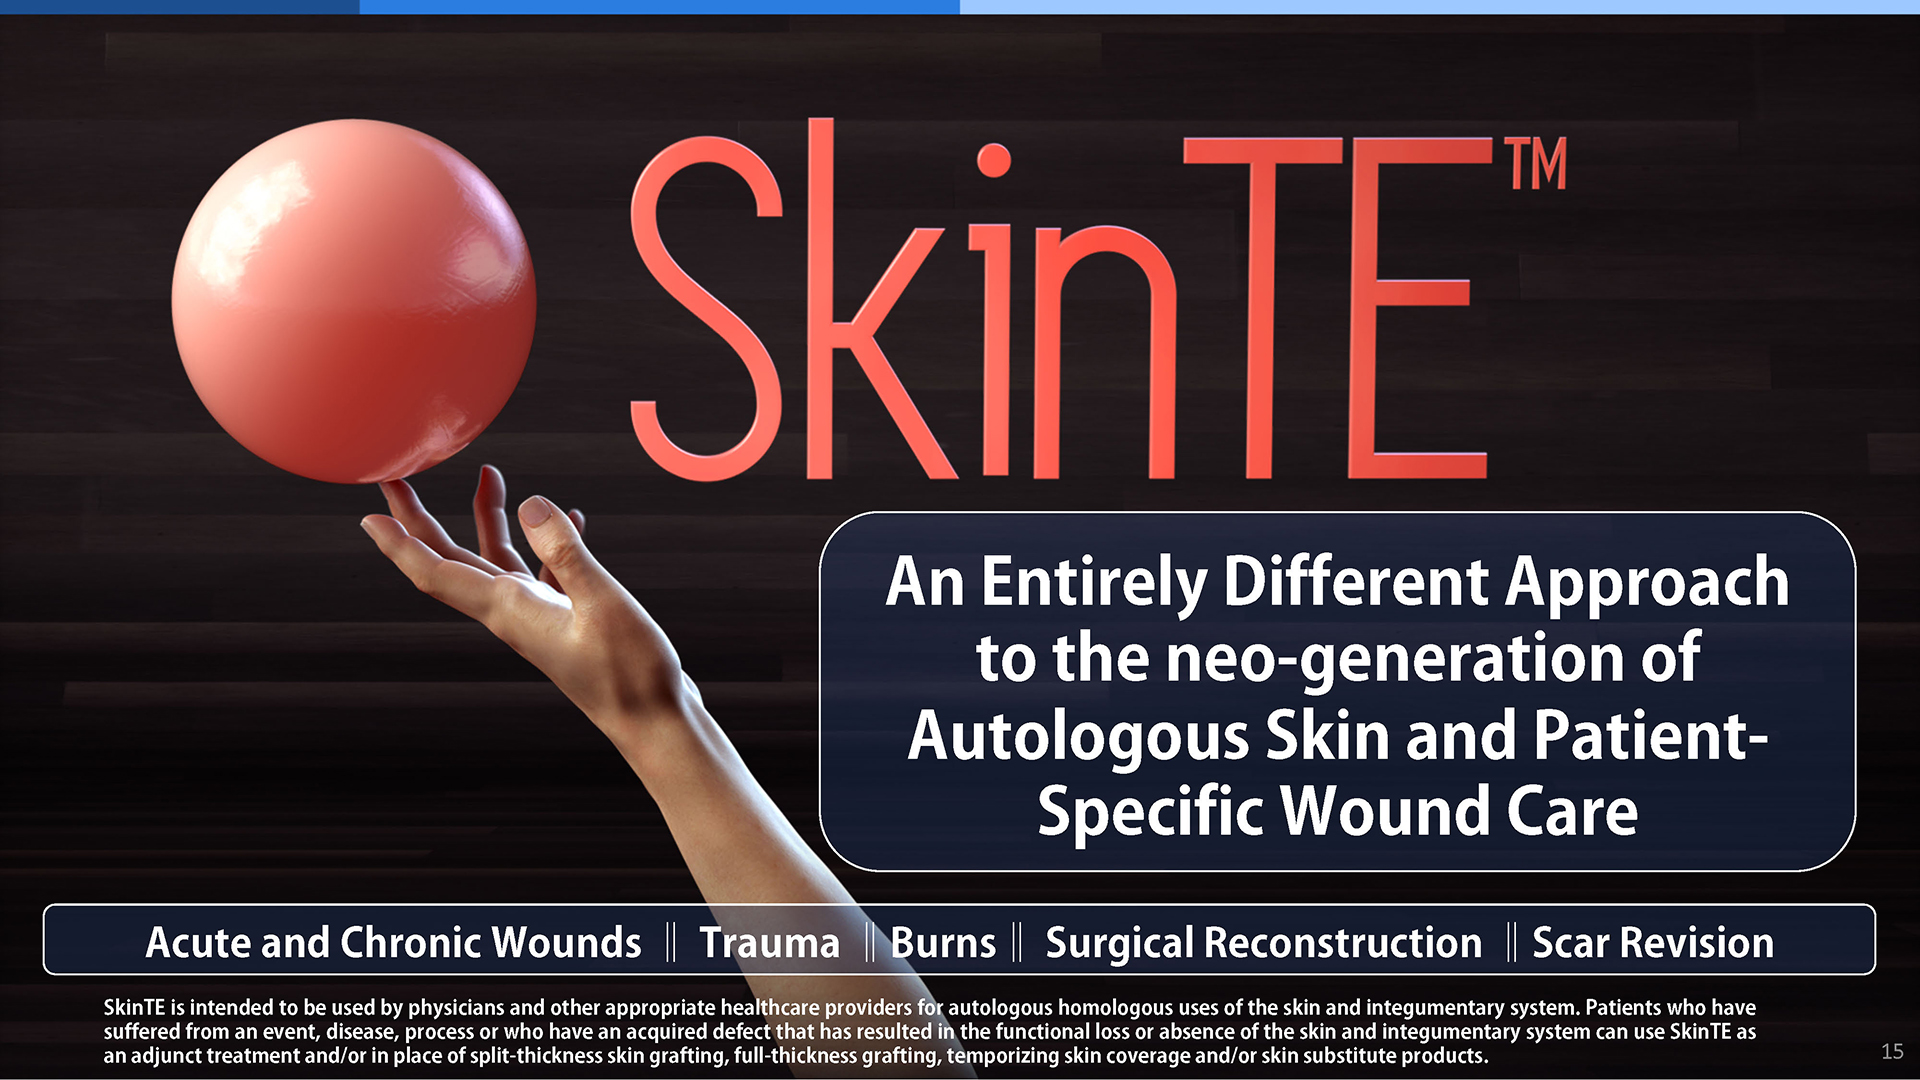 SkinTE™
An Entirely Different Approach
to the neo-generation of
Autologous Skin and Patient-
Specific Wound Care
Acute and Chronic Wounds || Trauma || Burns || Surgical Reconstruction || Scar Revision
SkinTE is intended to be used by physicians and other appropriate healthcare providers for autologous homologous uses of the skin and integumentary system. Patients who have
suffered from an event, disease, process or who have an acquired defect that has resulted in the functional loss or absence of the skin and integumentary system can use SkinTE as
an adjunct treatment and/or in place of split-thickness skin grafting, full-thickness grafting, temporizing skin coverage and/or skin substitute products.
15